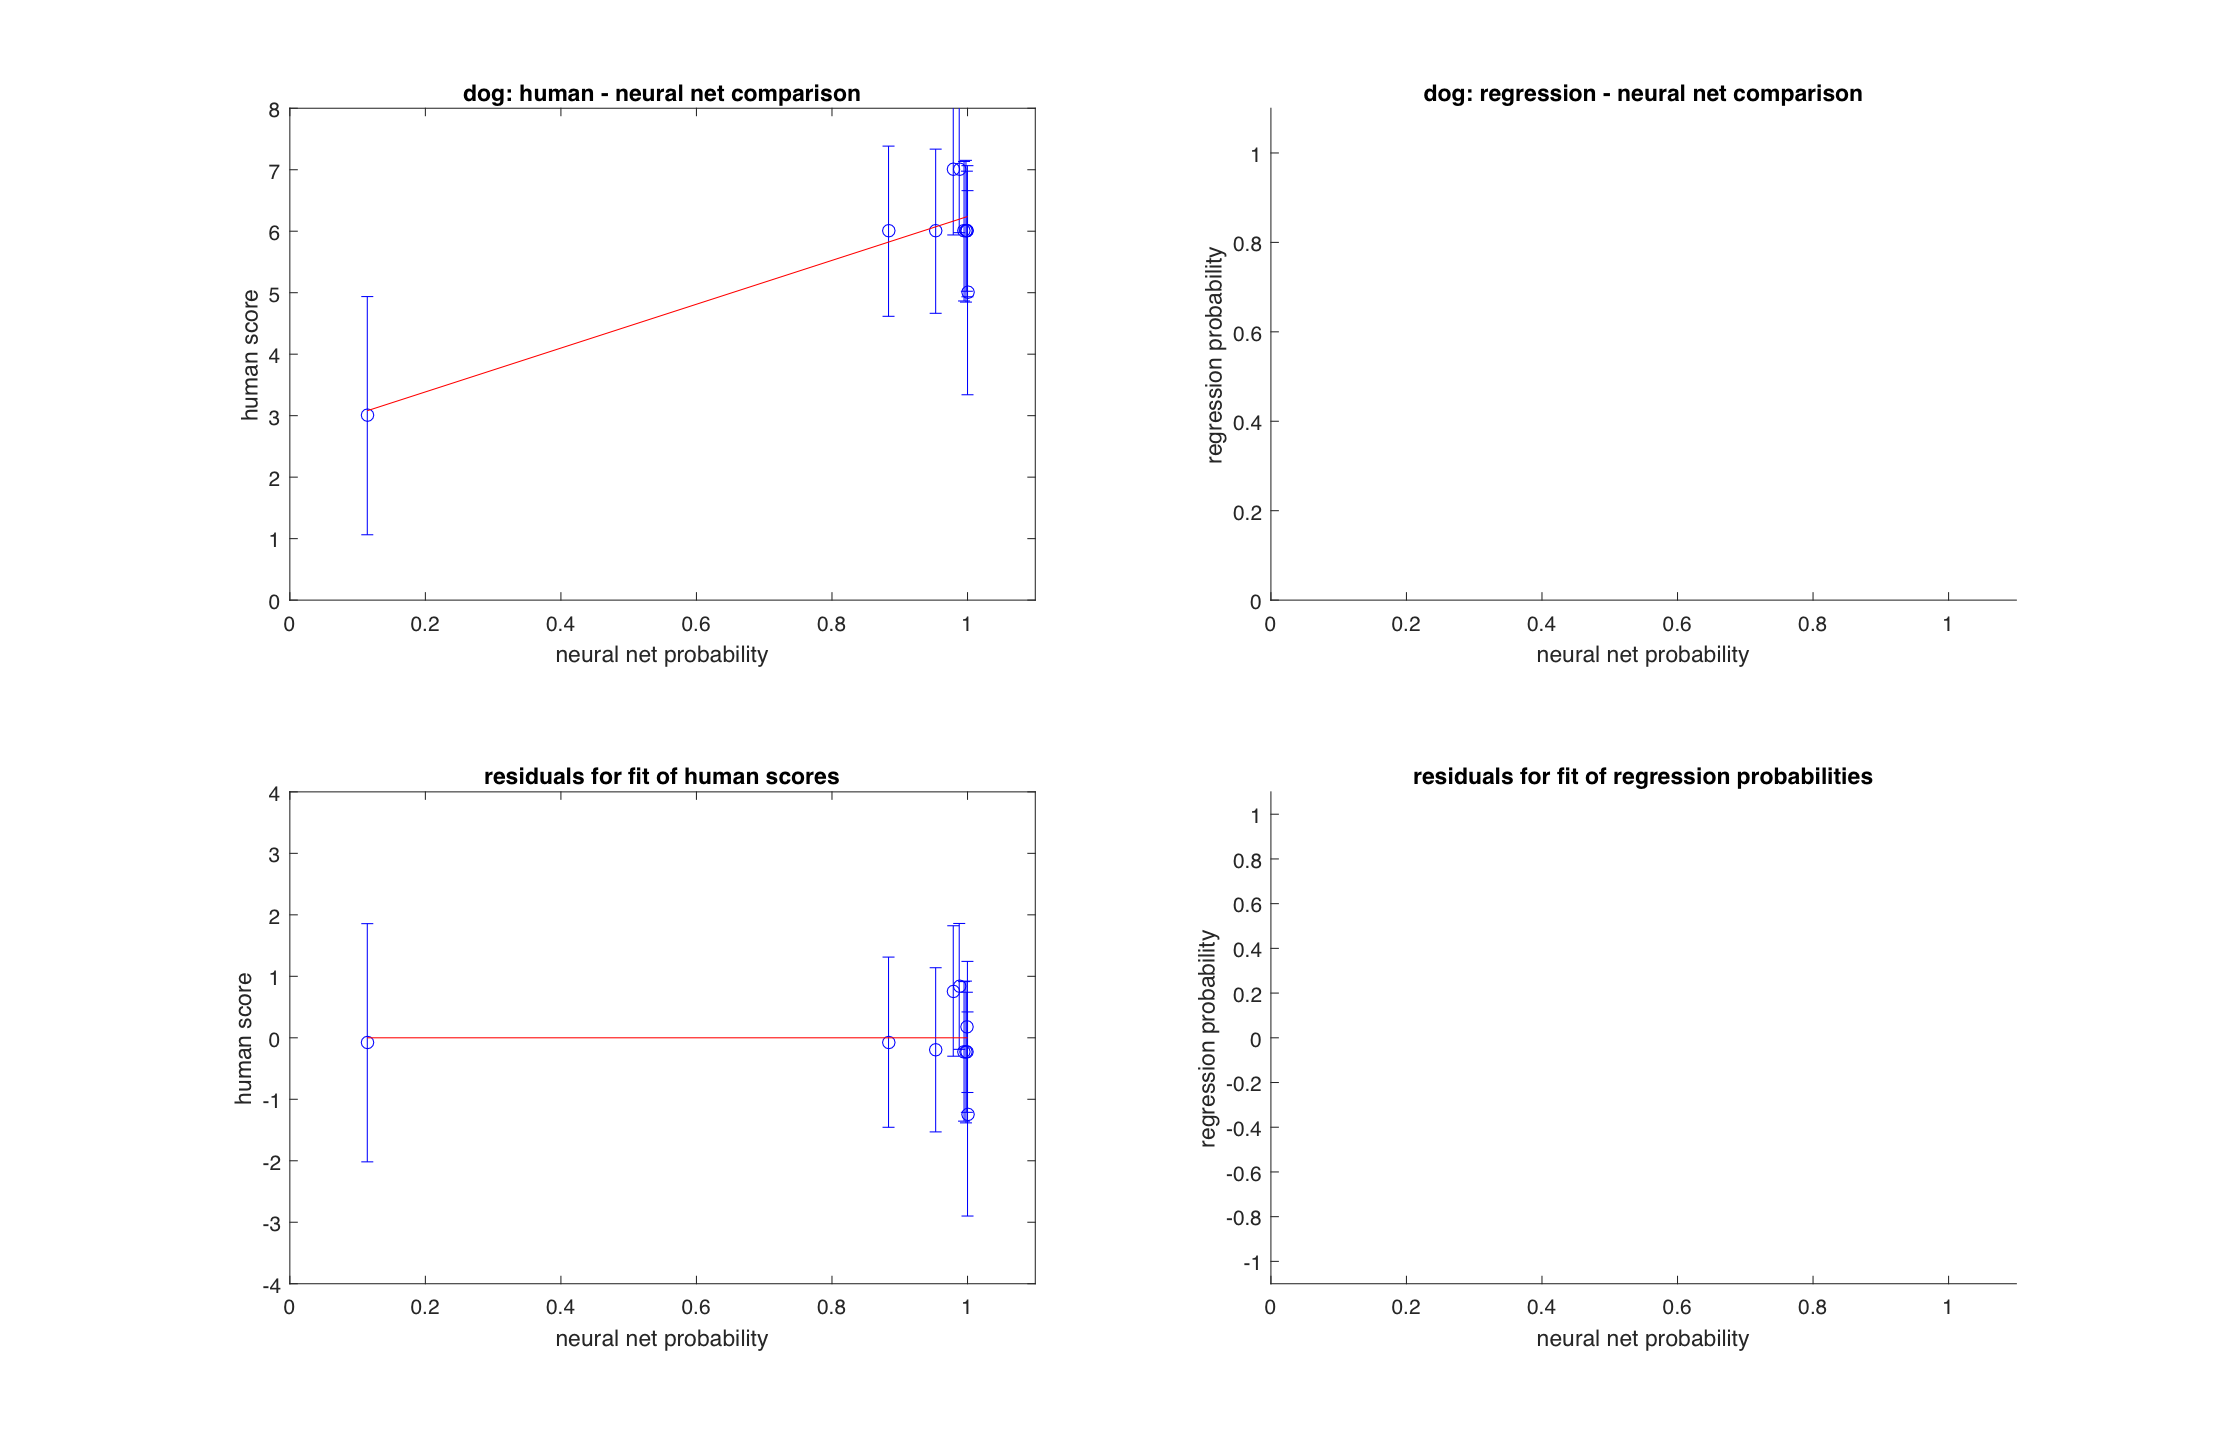 dog: human - neural net comparison
8
7
6
5
4
3
2
1
0
human score
0 0.2 0.4 0.6 0.8 1
neural net probability
dog: regression - neural net comparison
1
0.8
0.6
0.4
0.2
0
regression probability
0 0.2 0.4 0.6 0.8 1
neural net probability
residuals for fit of human scores
4
3
2
1
0
-1
-2
-3
-4
human score
0 0.2 0.4 0.6 0.8 1
neural net probability
residuals for fit of regression probabilities
1
0.8
0.6
0.4
0.2
0
-0.2
-0.4
-0.6
-0.8
-1
regression probability
0 0.2 0.4 0.6 0.8 1
neural net probability